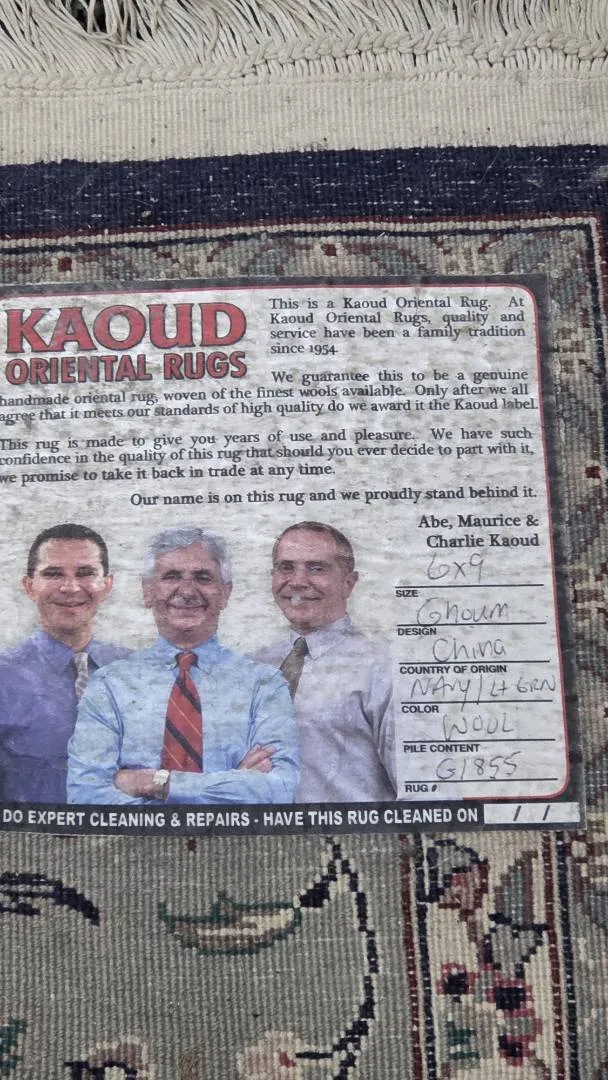 KAOUD
ORIENTAL RUGS
This is a Kaoud Oriental Rug. At
Kaoud Oriental Rugs, quality and
service have been a family tradition
since 1954.
We guarantee this to be a genuine
handmade oriental rug, woven of the finest wools available. Only after we all
agree that it meets our standards of high quality do we award it the Kaoud label.
This rug is made to give you years of use and pleasure. We have such
confidence in the quality of this rug that should you ever decide to part with it,
we promise to take it back in trade at any time.
Our name is on this rug and we proudly stand behind it.
Abe, Maurice &
Charlie Kaoud
6x9
SIZE
Ghoum
DESIGN
China
COUNTRY OF ORIGIN
NAVY / Lt GRN
COLOR
WOOL
PILE CONTENT
G1855
RUG #
DO EXPERT CLEANING & REPAIRS - HAVE THIS RUG CLEANED ON / /